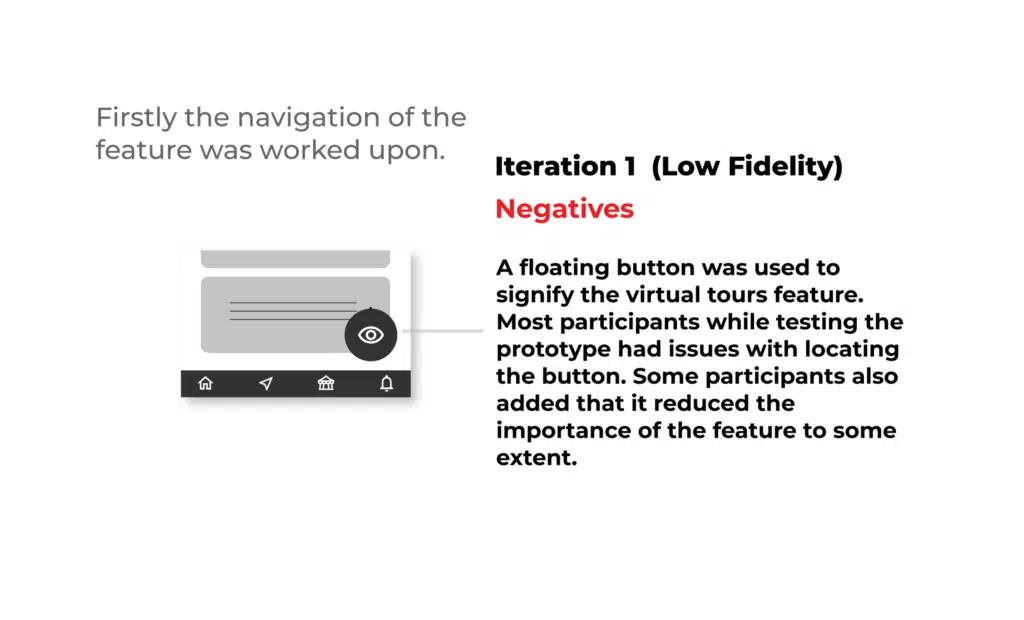 Firstly the navigation of the
feature was worked upon.
Iteration 1 (Low Fidelity)
Negatives
A floating button was used to
signify the virtual tours feature.
Most participants while testing the
prototype had issues with locating
the button. Some participants also
added that it reduced the
importance of the feature to some
extent.